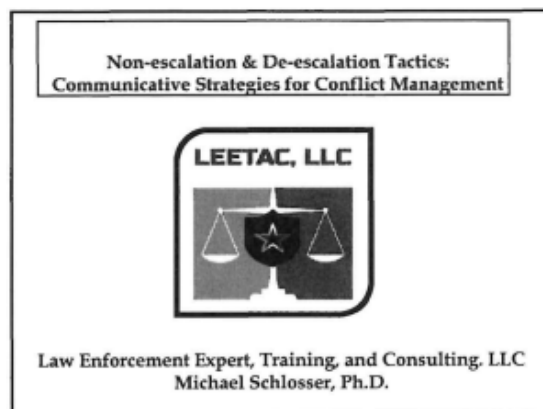 Non-escalation & De-escalation Tactics:
Communicative Strategies for Conflict Management
LEETAC, LLC
Law Enforcement Expert, Training, and Consulting. LLC
Michael Schlosser, Ph.D.